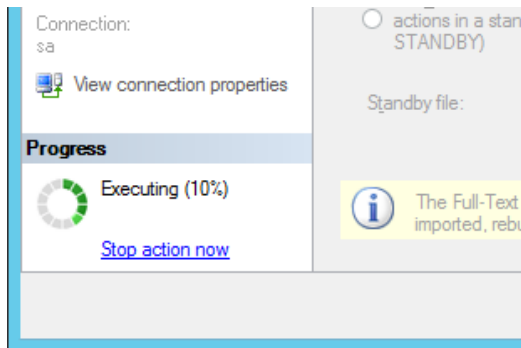 Connection:
sa
View connection properties
Progress
Executing (10%)
Stop action now
actions in a stan
STANDBY)
Standby file:
The Full-Text
imported, rebu